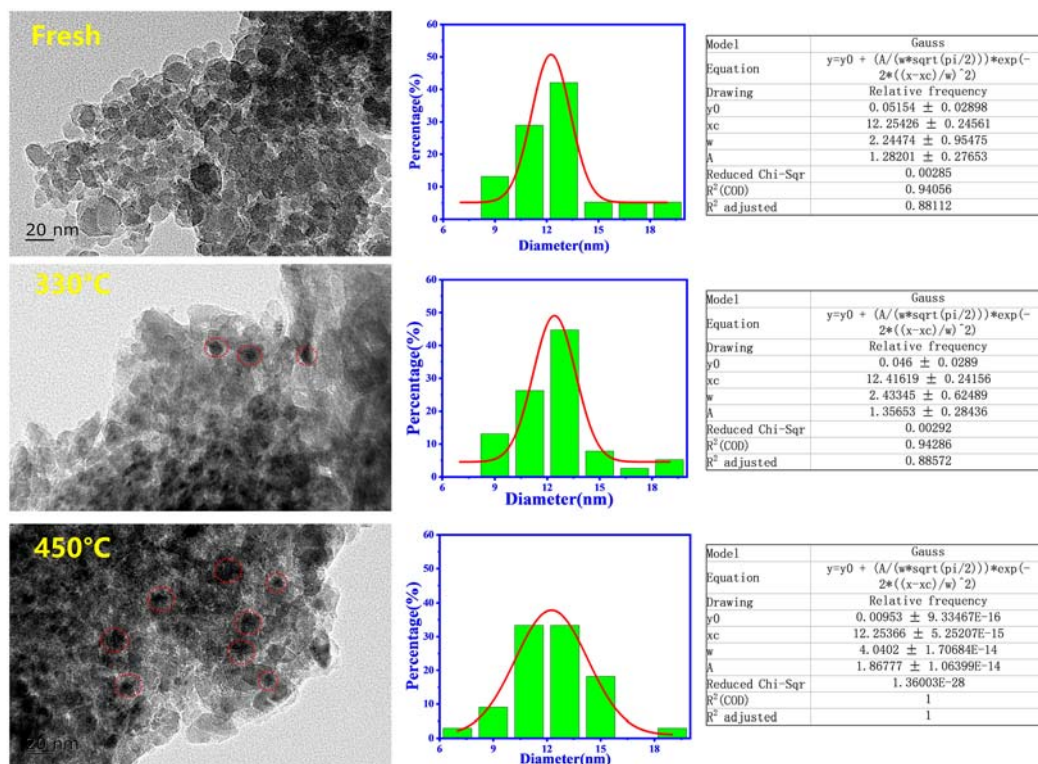 Fresh
20 nm
Percentage(%)
60
50
40
30
20
10
0
9
12
15
18
Diameter(nm)
Model Gauss
Equation y=y0 + (A/(w*sqrt(pi/2)))*exp(-
2*((x-xc)/w)^2)
Drawing Relative frequency
y0 0.05154 ± 0.02898
xc 12.25426 ± 0.24561
w 2.24474 ± 0.95475
A 1.28201 ± 0.27653
Reduced Chi-Sqr 0.00285
R²(COD) 0.94056
R² adjusted 0.88112
330°C
20 nm
Percentage(%)
60
50
40
30
20
10
0
6
9
12
15
18
Diameter(nm)
Model Gauss
Equation y=y0 + (A/(w*sqrt(pi/2)))*exp(-
2*((x-xc)/w)^2)
Drawing Relative frequency
y0 0.046 ± 0.0289
xc 12.41619 ± 0.24156
w 2.43345 ± 0.62489
A 1.35653 ± 0.28436
Reduced Chi-Sqr 0.00292
R²(COD) 0.94286
R² adjusted 0.88572
450°C
20 nm
Percentage(%)
60
50
40
30
20
10
0
6
9
12
15
18
Diameter(nm)
Model Gauss
Equation y=y0 + (A/(w*sqrt(pi/2)))*exp(-
2*((x-xc)/w)^2)
Drawing Relative frequency
y0 0.00953 ± 9.33467E-16
xc 12.25366 ± 5.25207E-15
w 4.0402 ± 1.70684E-14
A 1.86777 ± 1.06399E-14
Reduced Chi-Sqr 1.36003E-28
R²(COD) 1
R² adjusted 1